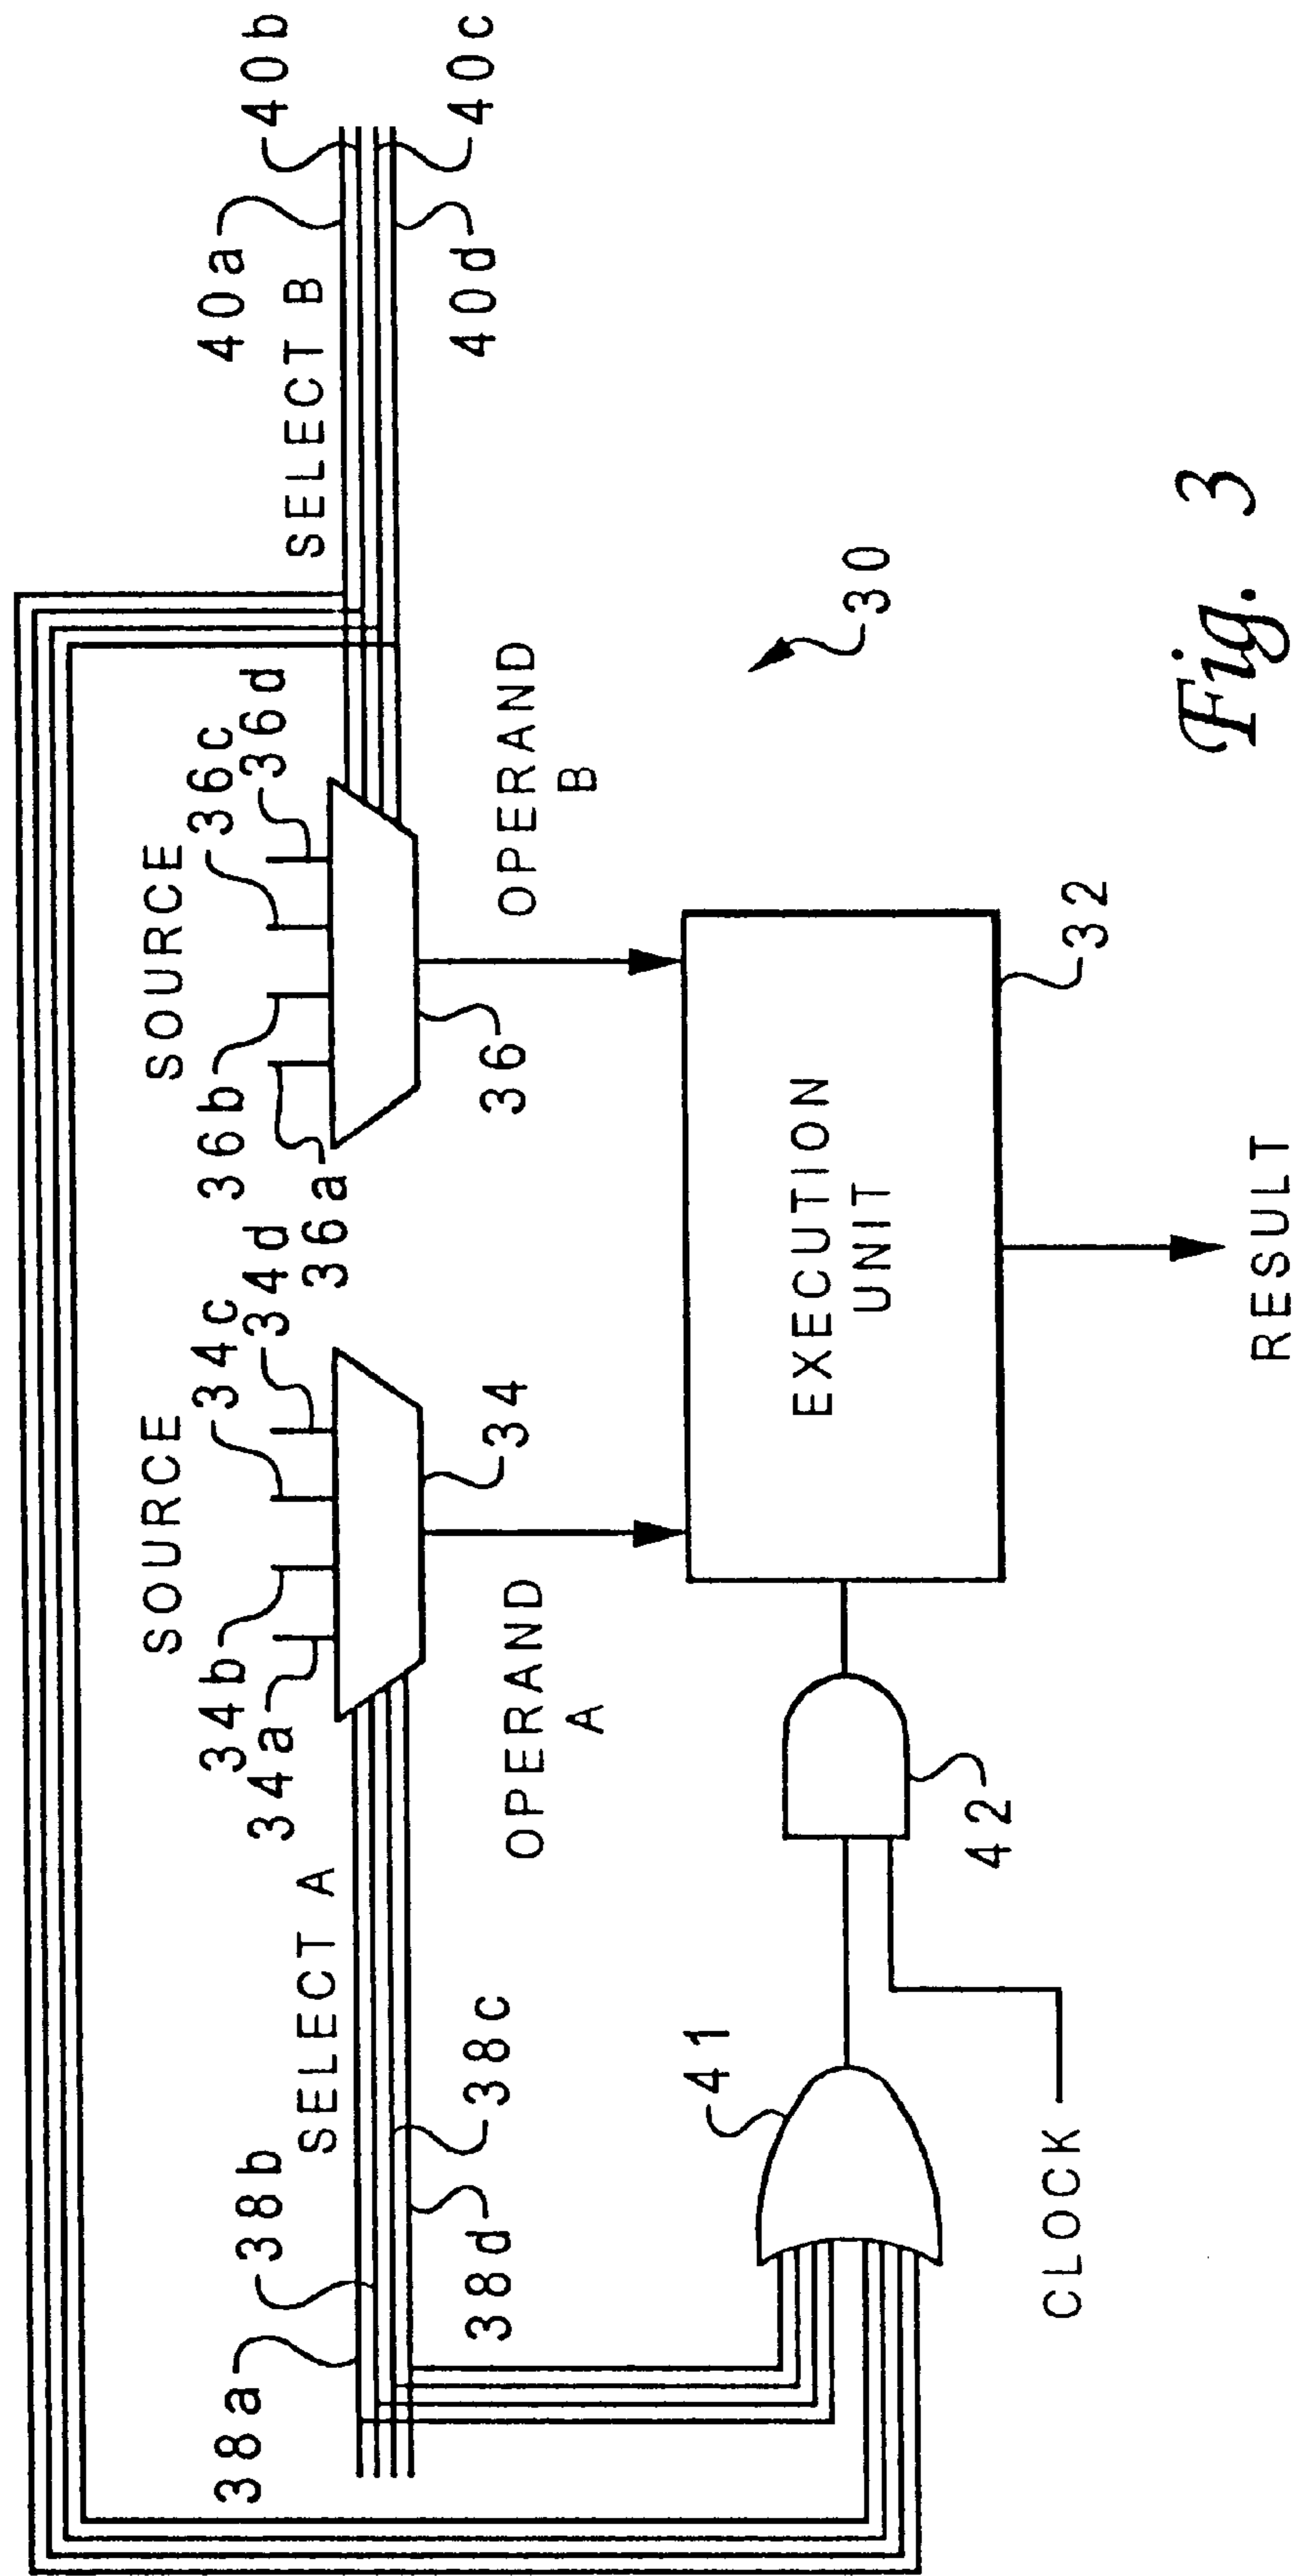 40b
40a
40c
SELECT B
40d
SOURCE
36c
36d
36b
36a
36
OPERAND
B
SOURCE
34c
34d
34b
34a
34
OPERAND
A
SELECT A
38b
38a
38c
38d
30
EXECUTION
UNIT
32
42
41
CLOCK
RESULT
Fig. 3